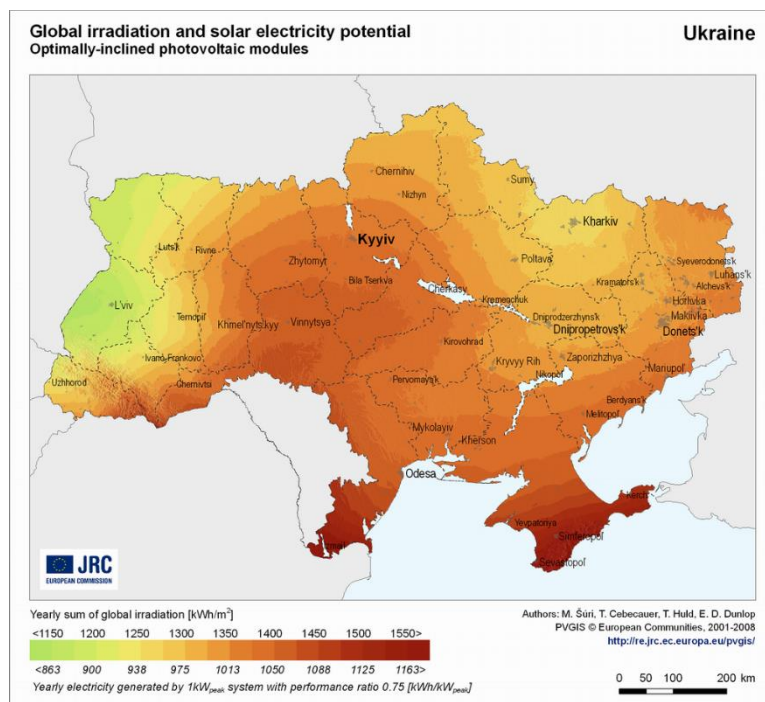 Global irradiation and solar electricity potential
Optimally-inclined photovoltaic modules
Ukraine
Chernihiv
Nizhyn
Sumy
Kharkiv
Luts'k
Rivne
Kyyiv
Zhytomyr
Poltava
Syeverodonets'k
Luhans'k
Bila Tserkva
Cherkasy
Kramators'k
Alchevs'k
L'viv
Ternopil'
Khmel'nyts.kyy
Vinnytsya
Kremenchuk
Horlivka
Dniprodzerzhyns'k
Makiivka
Dnipropetrovs'k
Donets'k
Ivano-Frankovo
Kirovohrad
Uzhhorod
Chernivtsi
Kryvyy Rih
Zaporizhzhya
Nikopol'
Mariupol'
Pervomays'k
Berdyans'k
Mykolayiv
Melitopol'
Kherson
Odesa
Kerch
Yevpatoriya
Simferopol'
Sevastopol'
JRC
EUROPEAN COMMISSION
Yearly sum of global irradiation [kWh/m²]
<1150 1200 1250 1300 1350 1400 1450 1500 1550>
<863 900 938 975 1013 1050 1088 1125 1163>
Yearly electricity generated by 1kWpeak system with performance ratio 0.75 [kWh/kWpeak]
Authors: M. Šúri, T. Cebecauer, T. Huld, E. D. Dunlop
PVGIS © European Communities, 2001-2008
http://re.jrc.ec.europa.eu/pvgis/
0 50 100 200 km